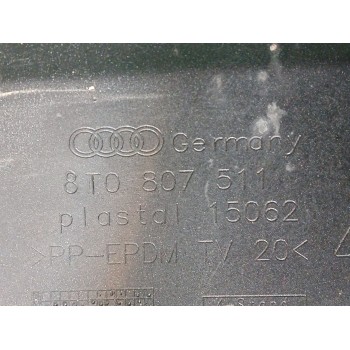 Germany
8T0 807 511
plastal 15062
>PP-EPDM TV 20<